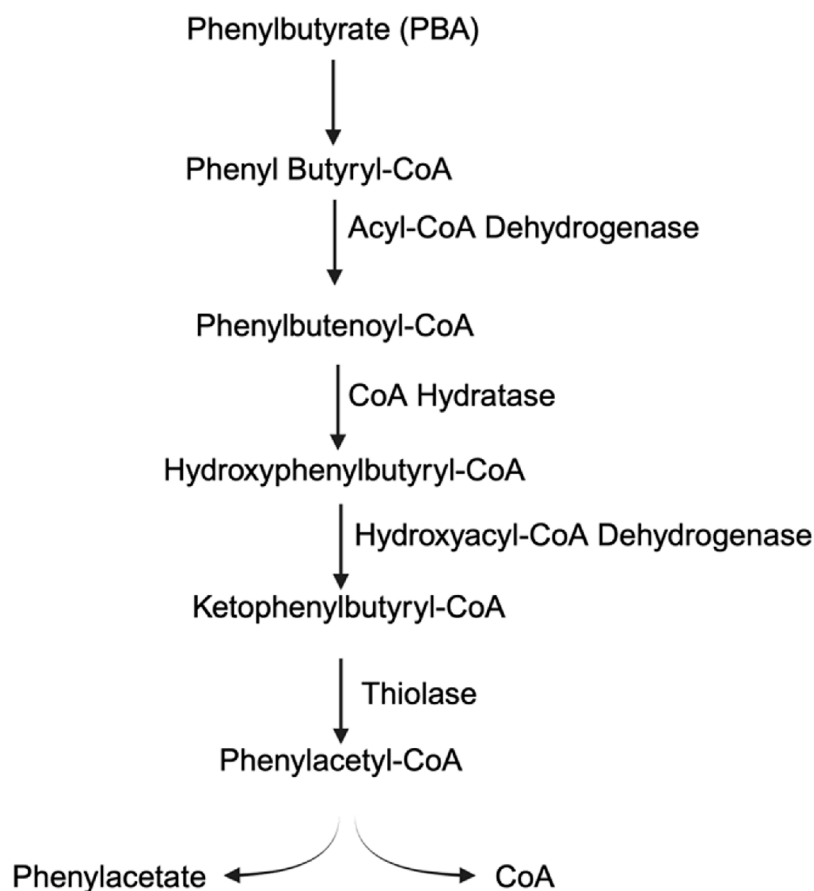 Phenylbutyrate (PBA)
Phenyl Butyryl-CoA
Acyl-CoA Dehydrogenase
Phenylbutenoyl-CoA
CoA Hydratase
Hydroxyphenylbutyryl-CoA
Hydroxyacyl-CoA Dehydrogenase
Ketophenylbutyryl-CoA
Thiolase
Phenylacetyl-CoA
Phenylacetate
CoA